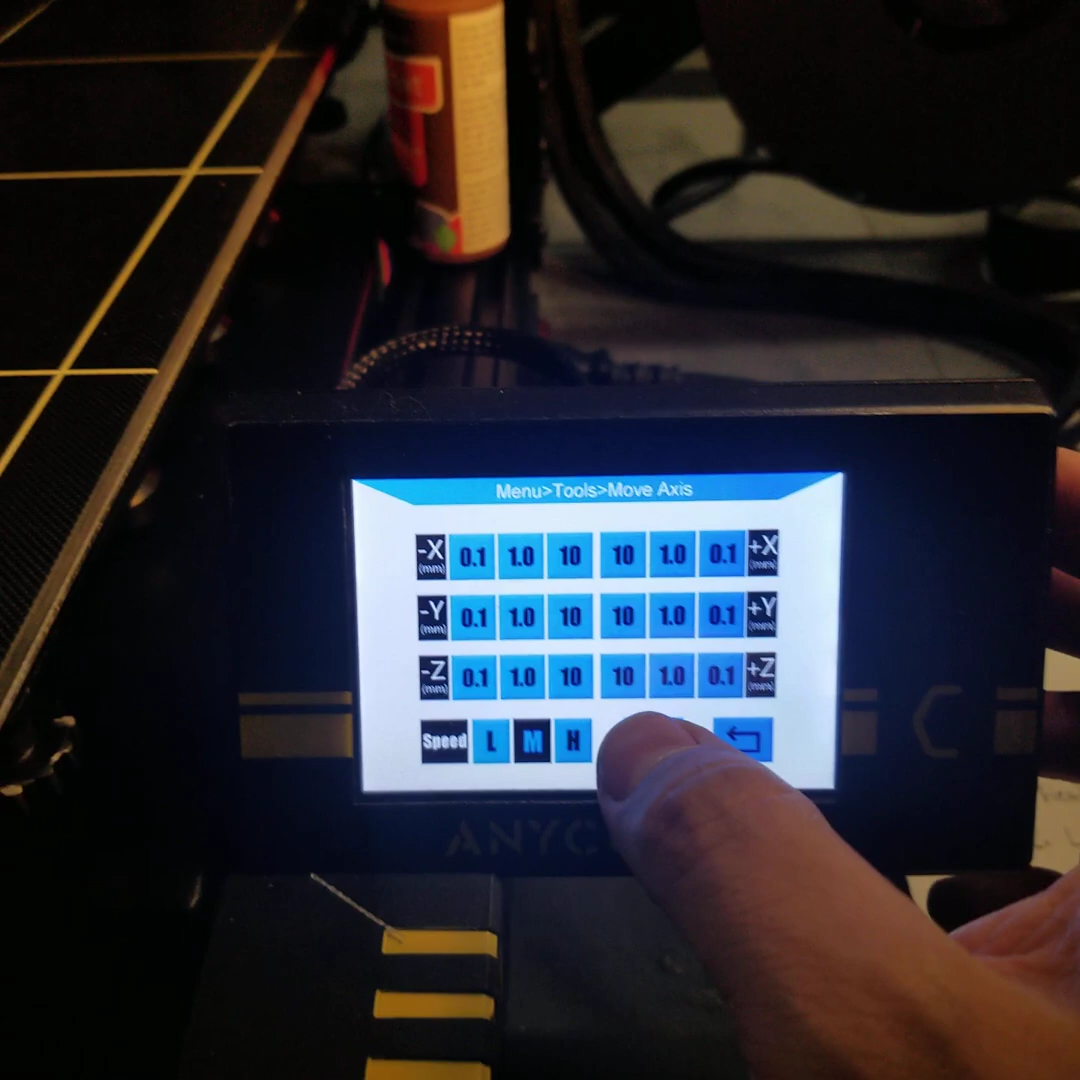 Menu>Tools>Move Axis
-X (mm) 0.1 1.0 10 10 1.0 0.1 +X (mm)
-Y (mm) 0.1 1.0 10 10 1.0 0.1 +Y (mm)
-Z (mm) 0.1 1.0 10 10 1.0 0.1 +Z (mm)
Speed L M H
ANYC